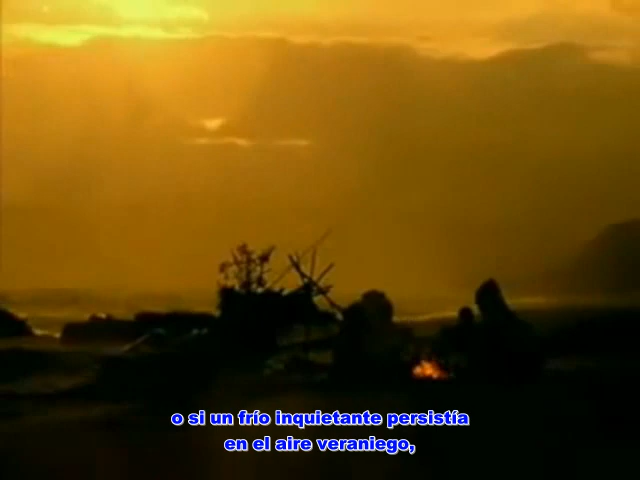 o si un frío inquietante persistía
en el aire veraniego,